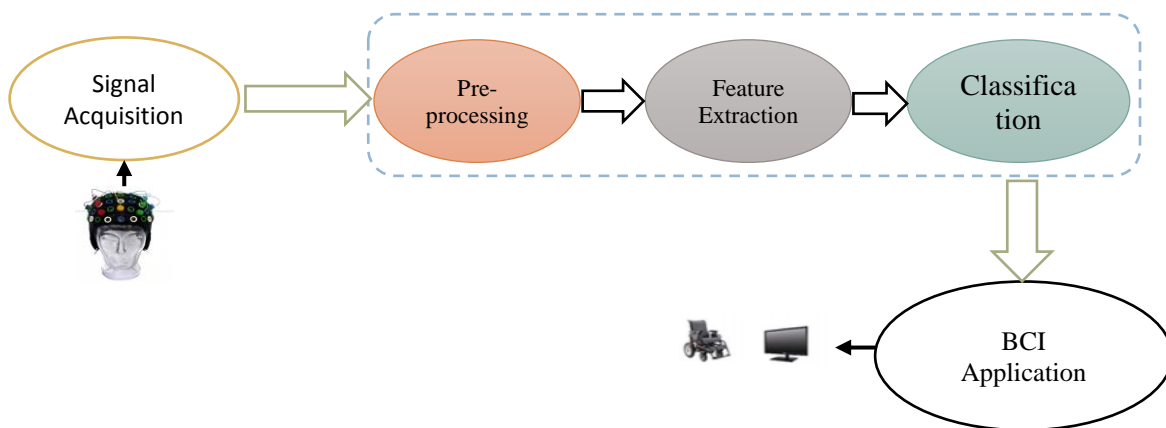 Signal
Acquisition
Pre-
processing
Feature
Extraction
Classifica
tion
BCI
Application